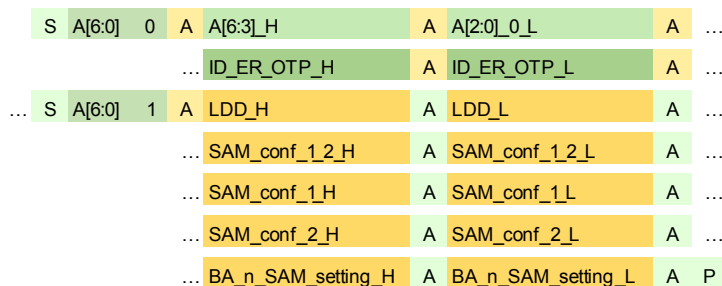 S A[6:0] 0 A A[6:3]_H A A[2:0]_0_L A …
… ID_ER_OTP_H A ID_ER_OTP_L A …
… S A[6:0] 1 A LDD_H A LDD_L A …
… SAM_conf_1_2_H A SAM_conf_1_2_L A …
… SAM_conf_1_H A SAM_conf_1_L A …
… SAM_conf_2_H A SAM_conf_2_L A …
… BA_n_SAM_setting_H A BA_n_SAM_setting_L A P